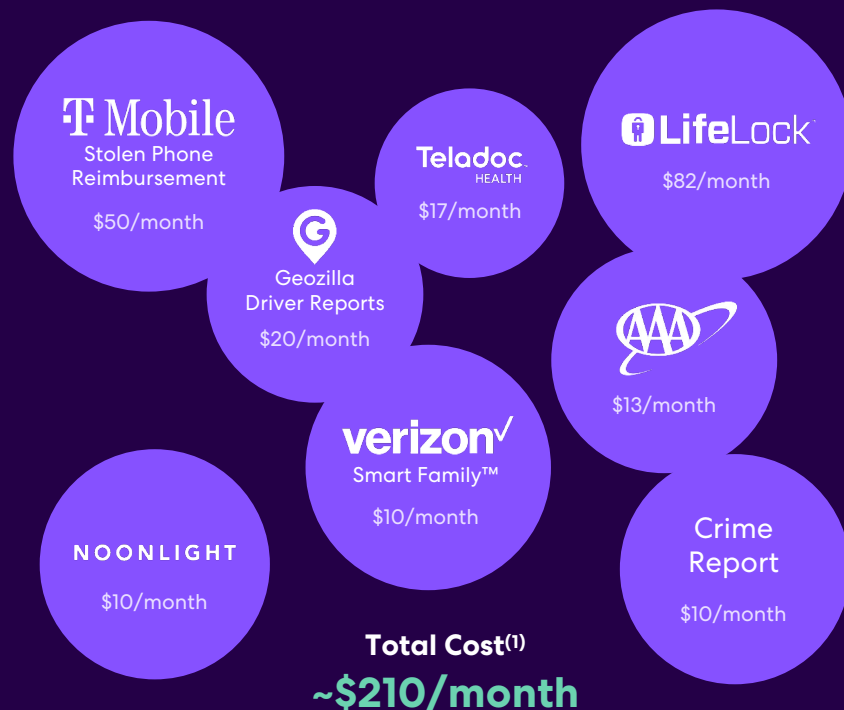 T Mobile
Stolen Phone
Reimbursement
$50/month
Teladoc
HEALTH
$17/month
LifeLock
$82/month
G
Geozilla
Driver Reports
$20/month
AAA
$13/month
verizon✓
Smart Family™
$10/month
NOONLIGHT
$10/month
Crime
Report
$10/month
Total Cost(1)
~$210/month